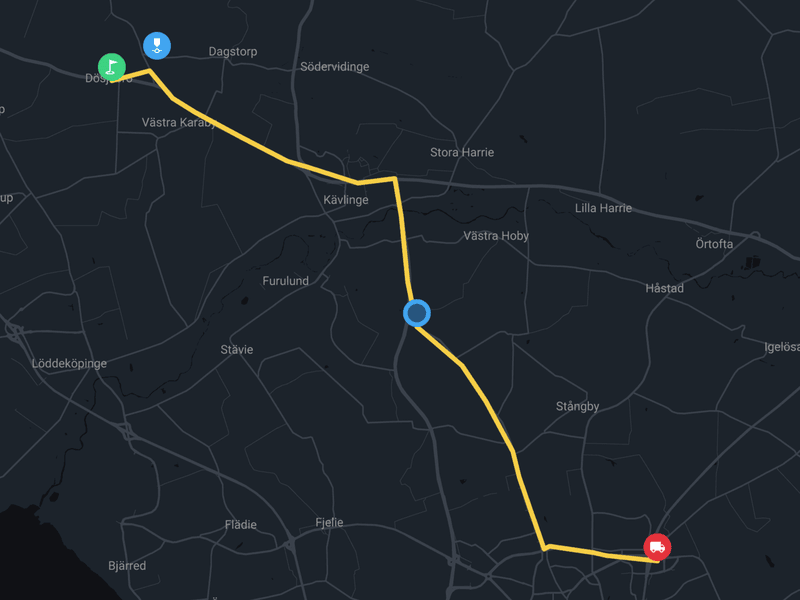 Dagstorp
Södervidinge
Västra Karaby
Stora Harrie
up
Kävlinge
Lilla Harrie
Västra Hoby
Örtofta
Furulund
Håstad
Stävie
Igelösa
Löddeköpinge
Stångby
Flädie
Fjelie
Bjärred